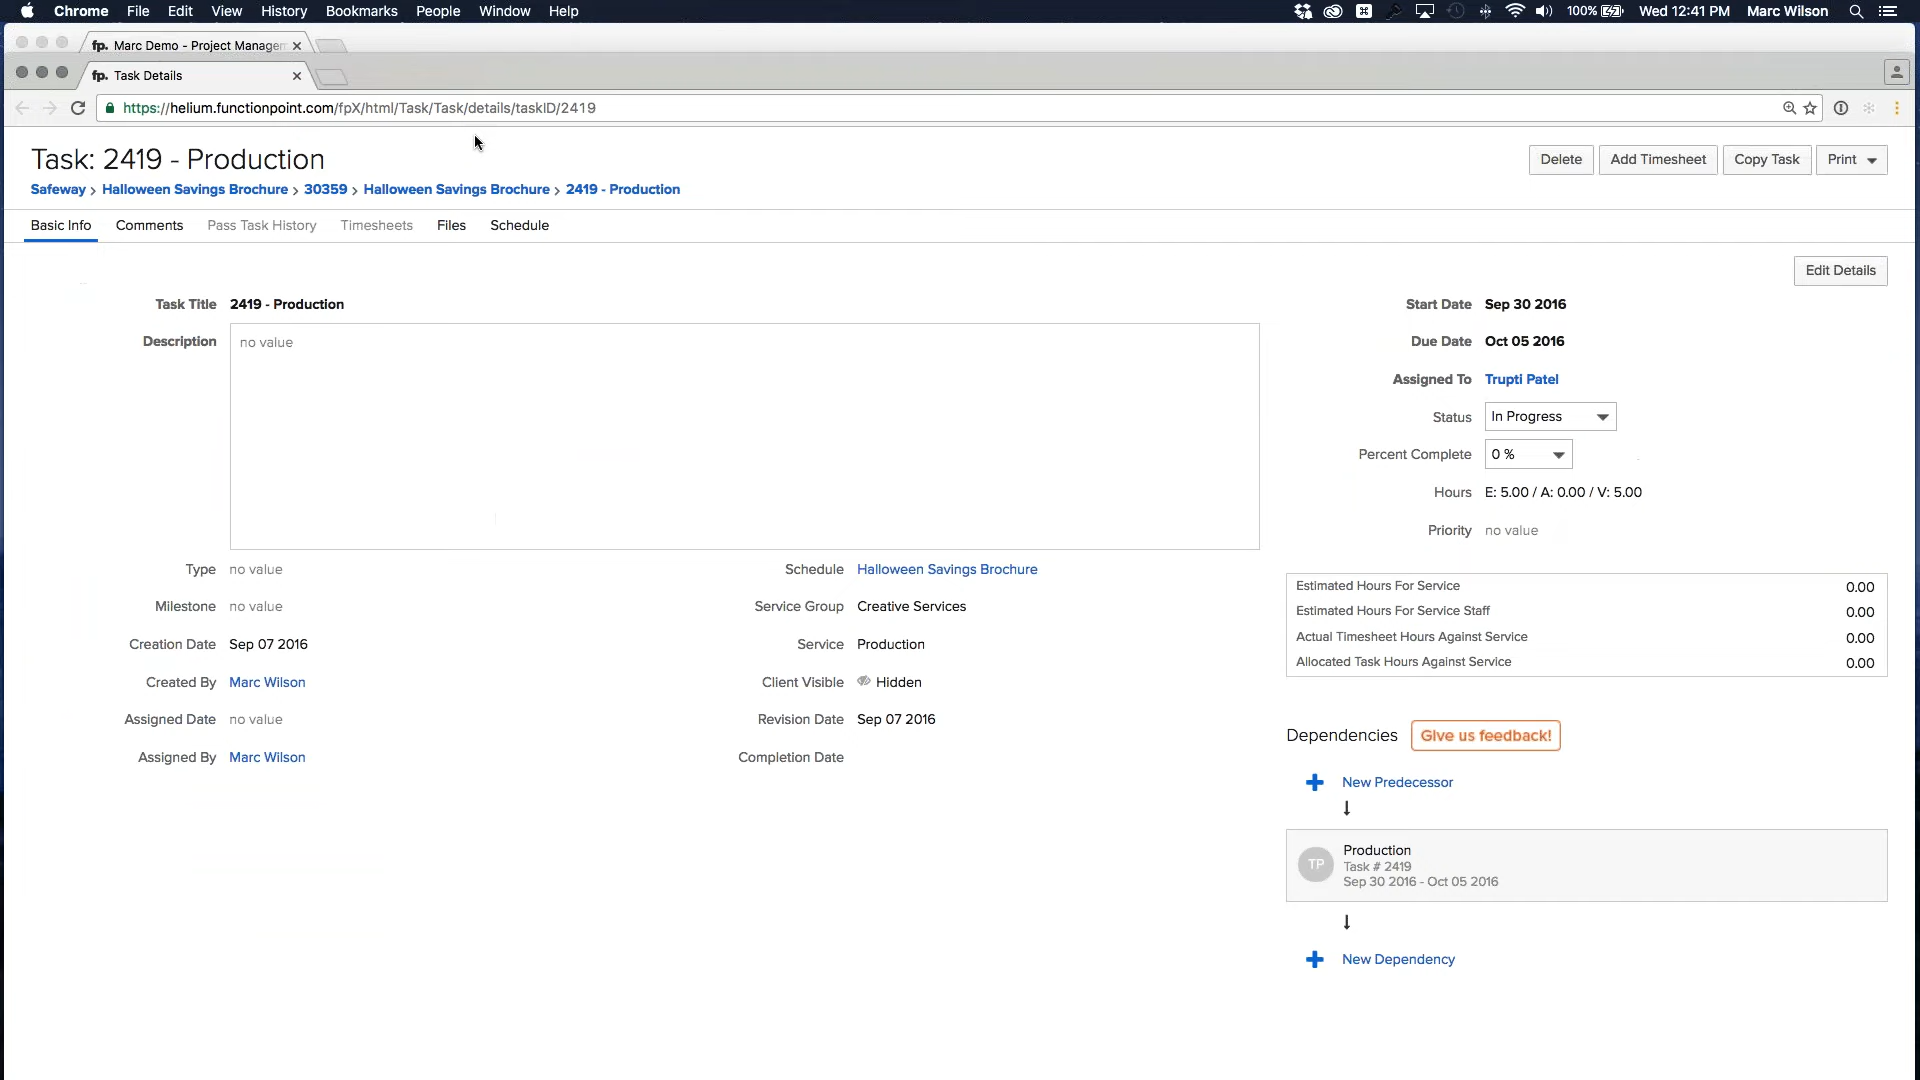 Chrome File Edit View History Bookmarks People Window Help 100% Wed 12:41 PM Marc Wilson
fp. Marc Demo - Project Manager
fp. Task Details
https://helium.functionpoint.com/fpX/html/Task/Task/details/taskID/2419
Task: 2419 - Production
Delete Add Timesheet Copy Task Print
Safeway > Halloween Savings Brochure > 30359 > Halloween Savings Brochure > 2419 - Production
Basic Info Comments Pass Task History Timesheets Files Schedule
Edit Details
Task Title 2419 - Production
Description no value
Type no value
Milestone no value
Creation Date Sep 07 2016
Created By Marc Wilson
Assigned Date no value
Assigned By Marc Wilson
Schedule Halloween Savings Brochure
Service Group Creative Services
Service Production
Client Visible Hidden
Revision Date Sep 07 2016
Completion Date
Start Date Sep 30 2016
Due Date Oct 05 2016
Assigned To Trupti Patel
Status In Progress
Percent Complete 0 %
Hours E: 5.00 / A: 0.00 / V: 5.00
Priority no value
Estimated Hours For Service 0.00
Estimated Hours For Service Staff 0.00
Actual Timesheet Hours Against Service 0.00
Allocated Task Hours Against Service 0.00
Dependencies Give us feedback!
New Predecessor
TP
Production
Task # 2419
Sep 30 2016 - Oct 05 2016
New Dependency